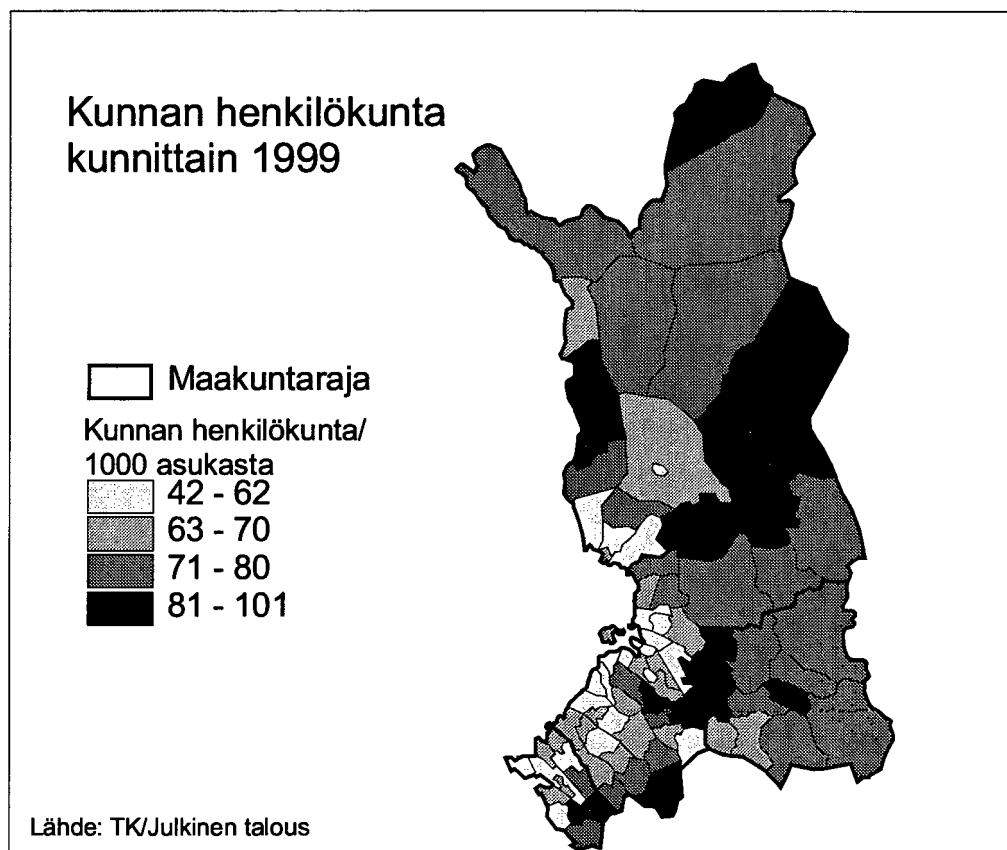 Kunnan henkilökunta
kunnittain 1999
Maakuntaraja
Kunnan henkilökunta/
1000 asukasta
42 - 62
63 - 70
71 - 80
81 - 101
Lähde: TK/Julkinen talous